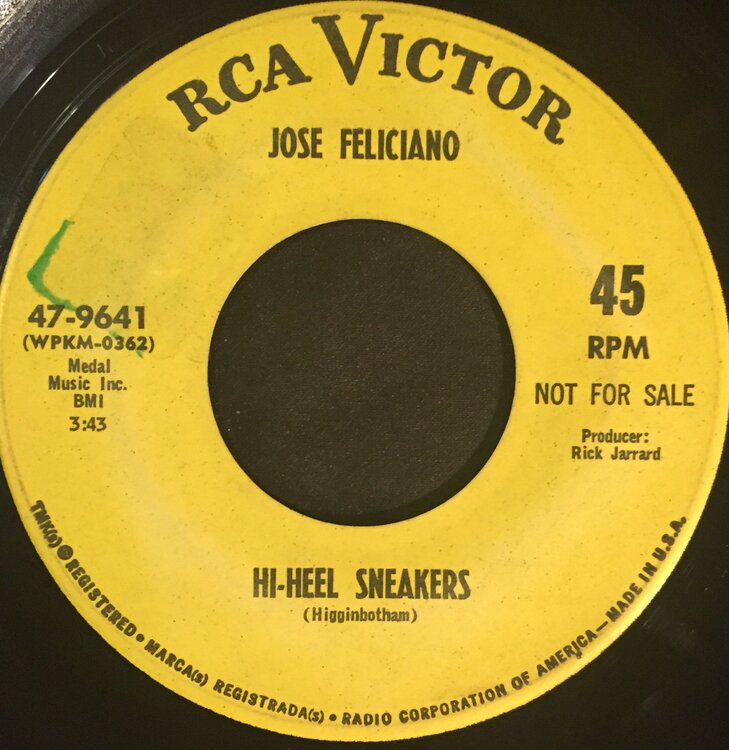 RCA VICTOR
JOSE FELICIANO
47-9641
(WPKM-0362)
Medal
Music Inc.
BMI
3:43
45
RPM
NOT FOR SALE
Producer:
Rick Jarrard
HI-HEEL SNEAKERS
(Higginbotham)
TMK(s) ® REGISTERED • MARCA(s) REGISTRADA(s) • RADIO CORPORATION OF AMERICA — MADE IN U.S.A.